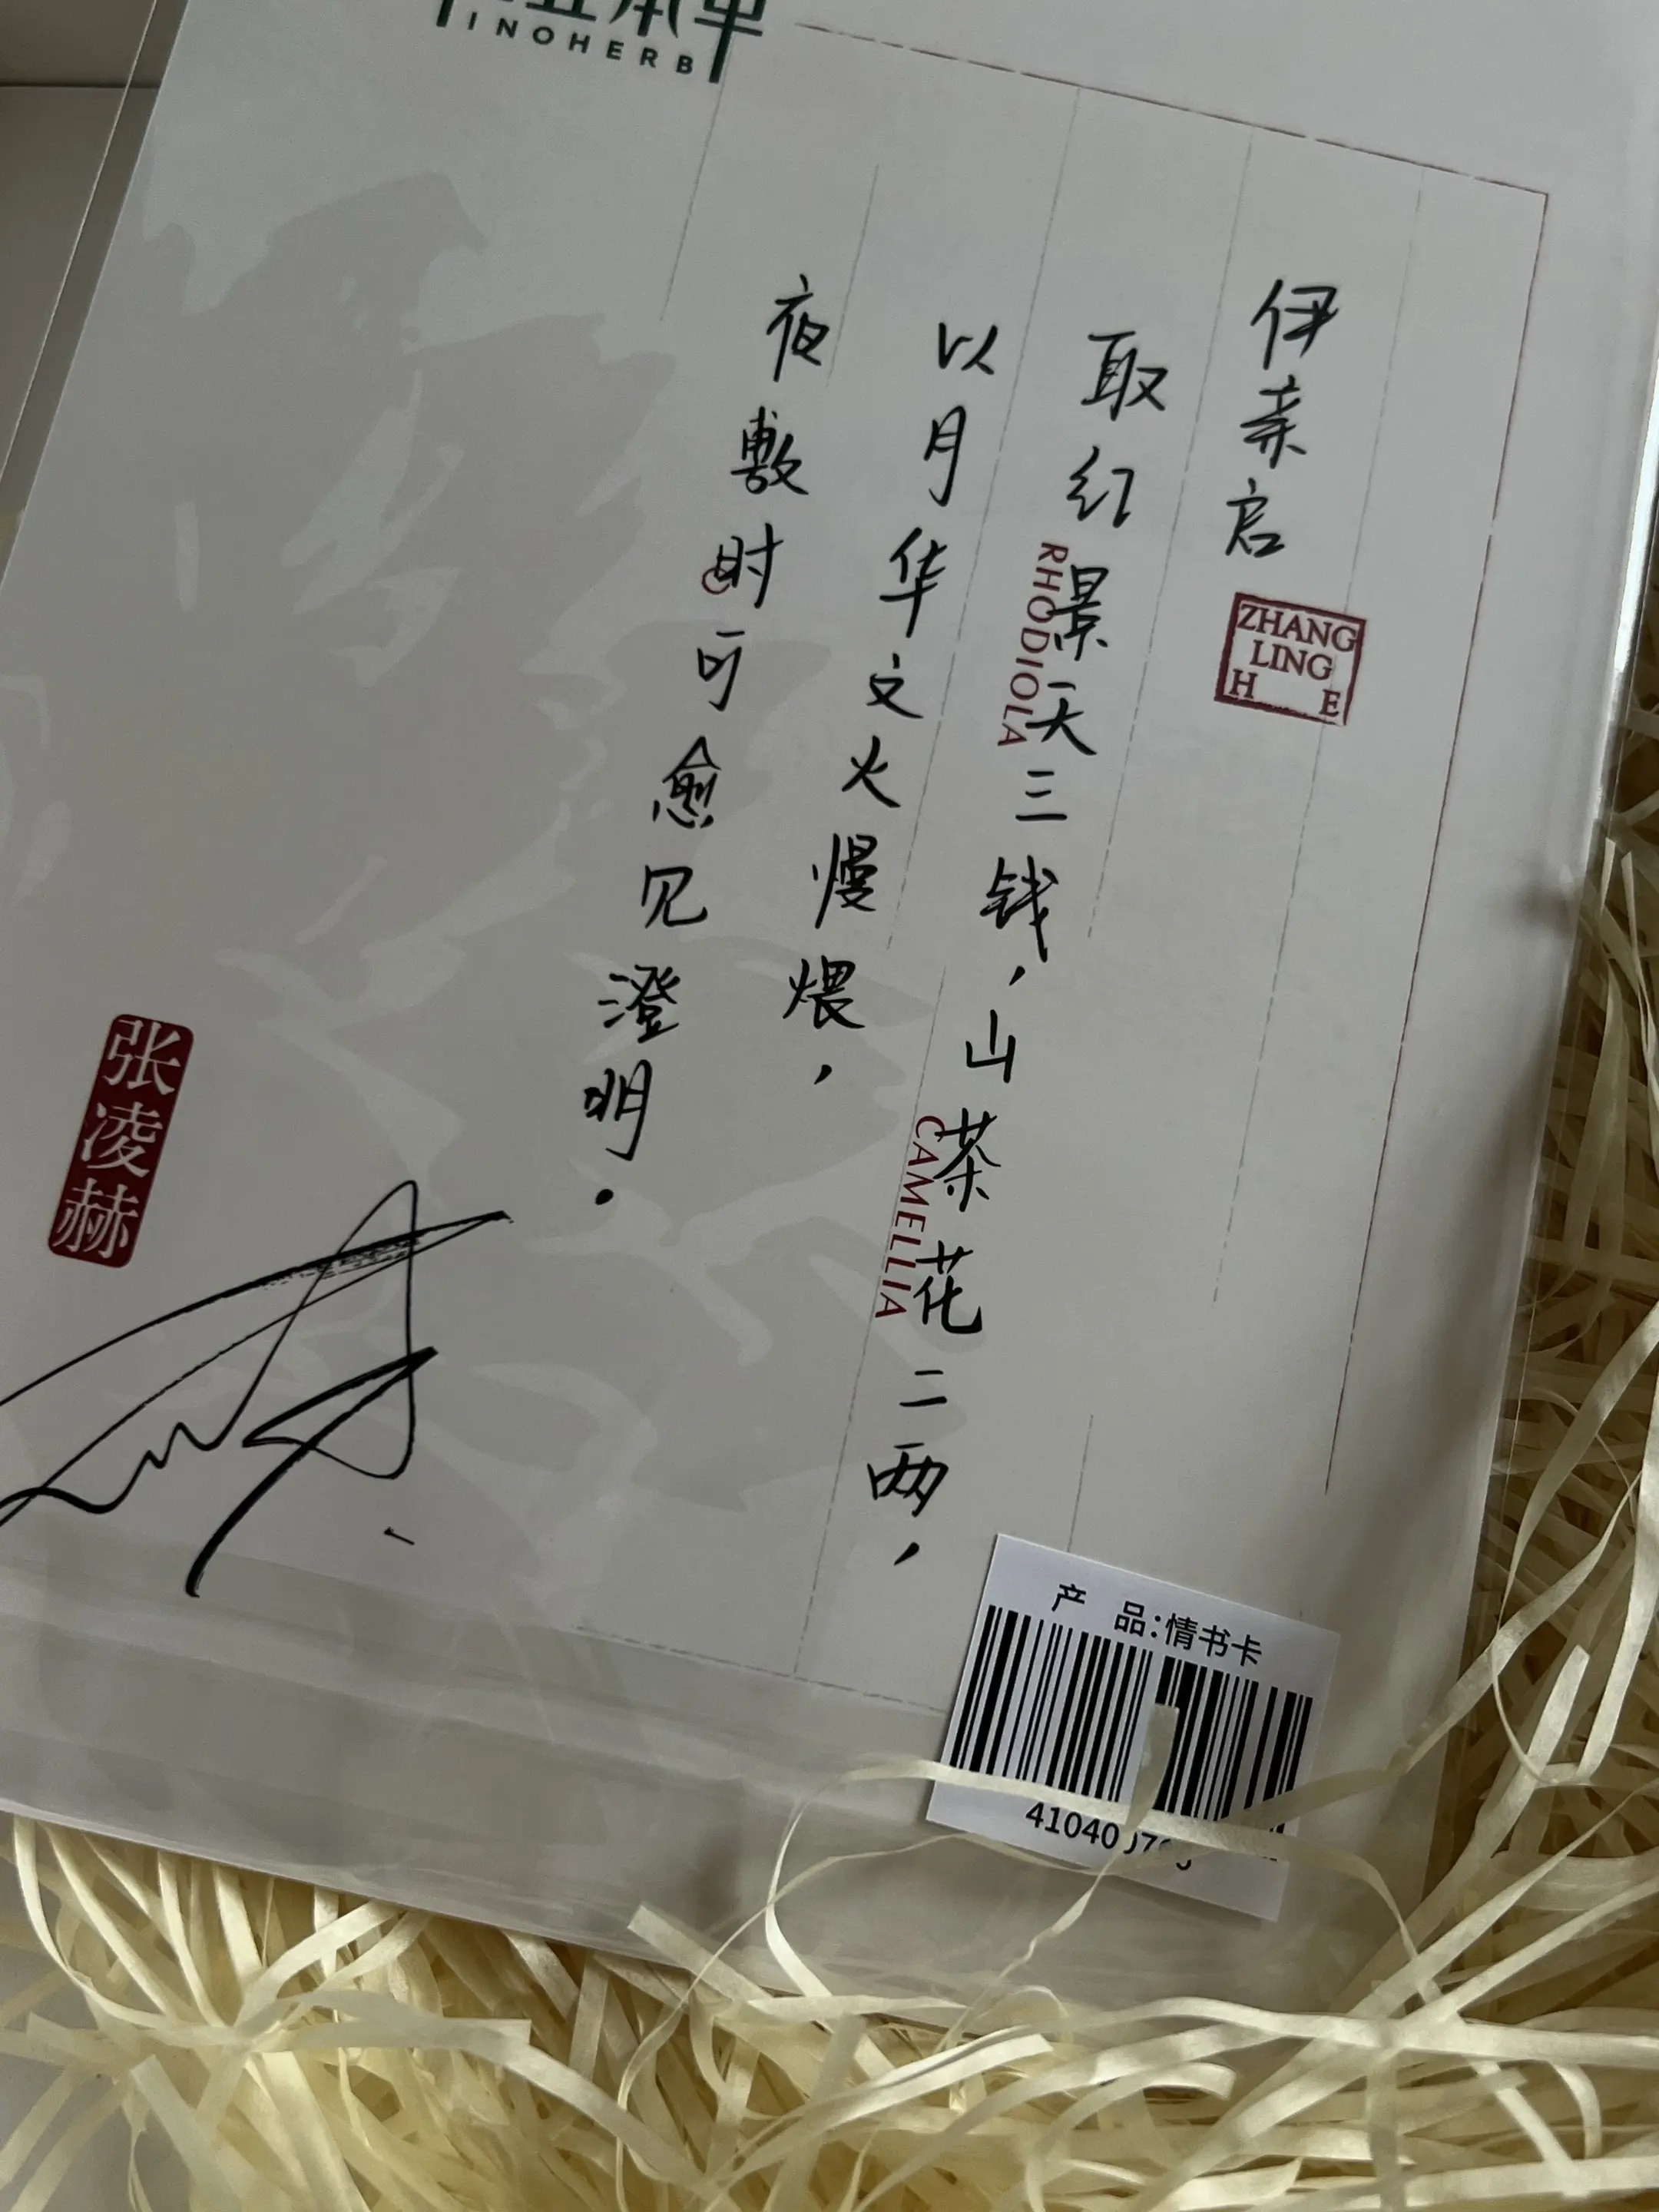 INOHERB
伊亲启
ZHANG
LING
H E
取红景天三钱，山茶花二两，
RHODIOLA
CAMELLIA
以月华文火慢煨，
夜敷时可愈见澄明。
张凌赫
产 品:情书卡